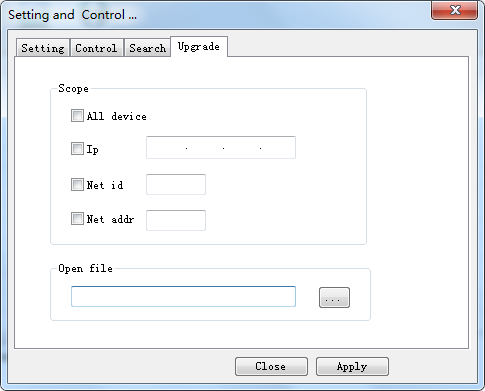 Setting and Control ...
Setting Control Search Upgrade
Scope
All device
Ip . . .
Net id
Net addr
Open file
...
Close Apply